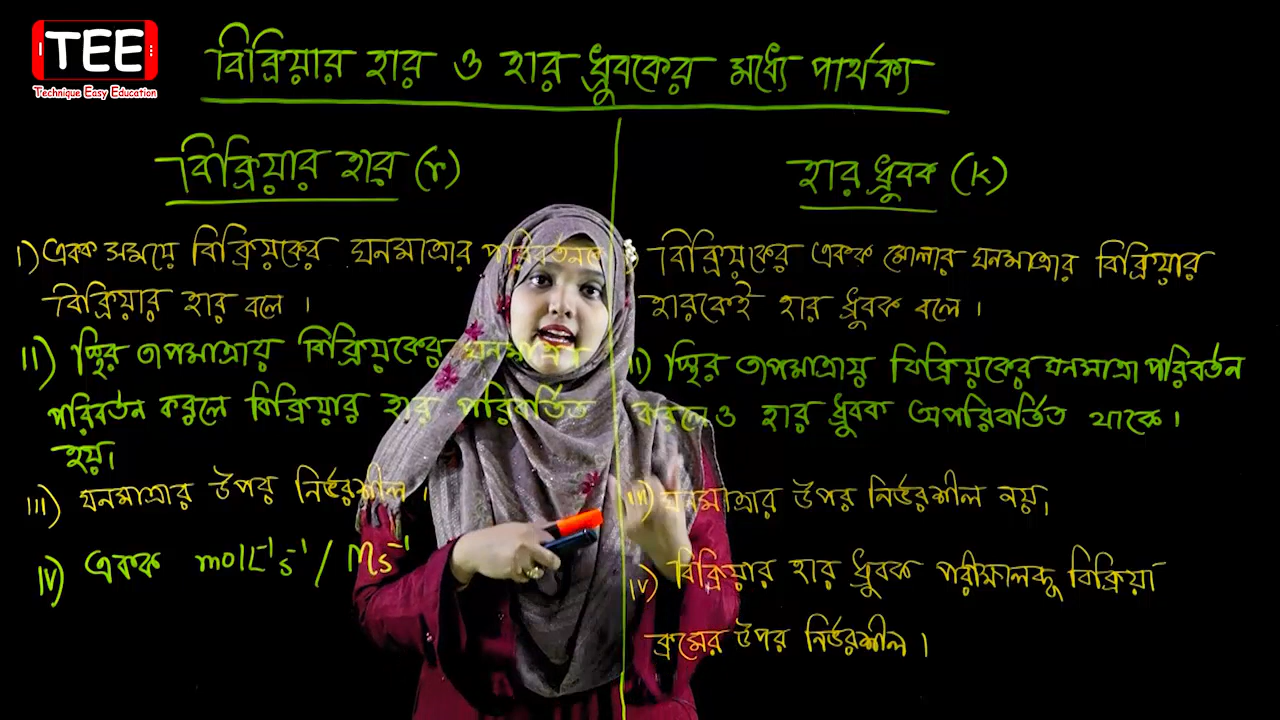 TEE
Technique Easy Education
বিক্রিয়ার হার ও হার ধ্রুবকের মধ্যে পার্থক্য
বিক্রিয়ার হার (r)
i) একক সময়ে বিক্রিয়কের ঘনমাত্রার পরিবর্তনকে
বিক্রিয়ার হার বলে ।
ii) স্থির তাপমাত্রায় বিক্রিয়কের ঘনমাত্রা
পরিবর্তন করলে বিক্রিয়ার হার পরিবর্তিত
হয়।
iii) ঘনমাত্রার উপর নির্ভরশীল ।
iv) একক molL⁻¹s⁻¹ / Ms⁻¹
হার ধ্রুবক (k)
বিক্রিয়কের একক মোলার ঘনমাত্রার বিক্রিয়ার
হারকেই হার ধ্রুবক বলে ।
ii) স্থির তাপমাত্রায় বিক্রিয়কের ঘনমাত্রা পরিবর্তন
করিলেও হার ধ্রুবক অপরিবর্তিত থাকে ।
iii) ঘনমাত্রার উপর নির্ভরশীল নয়।
iv) বিক্রিয়ার হার ধ্রুবক পরীক্ষালব্ধ বিক্রিয়া
ক্রমের উপর নির্ভরশীল ।